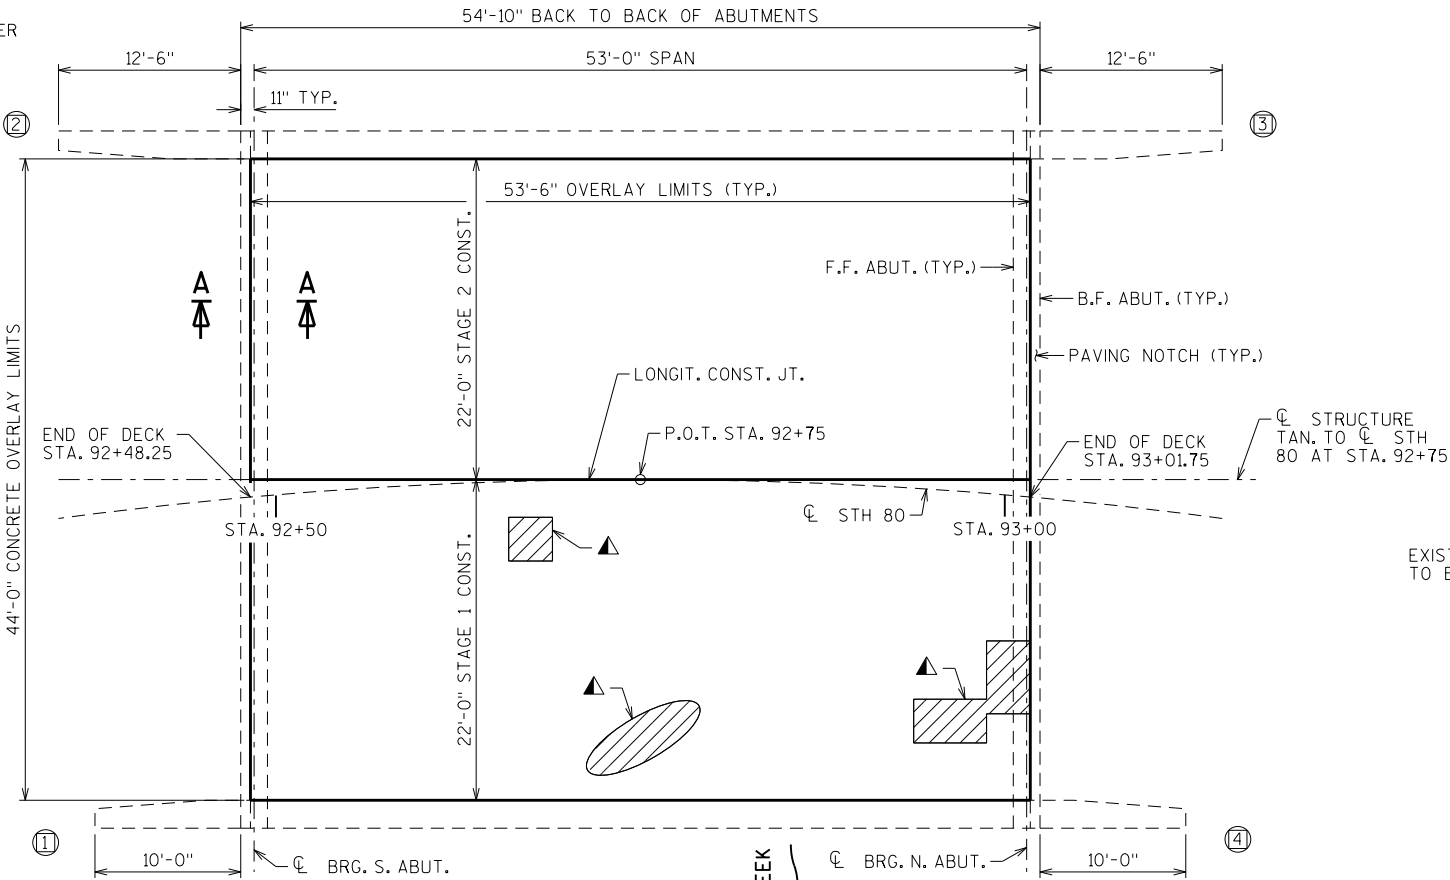 54'-10" BACK TO BACK OF ABUTMENTS
ER
12'-6"
53'-0" SPAN
12'-6"
11" TYP.
2
3
53'-6" OVERLAY LIMITS (TYP.)
22'-0" STAGE 2 CONST.
F.F. ABUT. (TYP.)
A
A
B.F. ABUT. (TYP.)
44'-0" CONCRETE OVERLAY LIMITS
PAVING NOTCH (TYP.)
LONGIT. CONST. JT.
P.O.T. STA. 92+75
END OF DECK
STA. 92+48.25
END OF DECK
STA. 93+01.75
℄ STRUCTURE
TAN. TO ℄ STH
80 AT STA. 92+75
STA. 92+50
℄ STH 80
STA. 93+00
22'-0" STAGE 1 CONST.
EXIST
TO B
1
4
10'-0"
℄ BRG. S. ABUT.
EEK
℄ BRG. N. ABUT.
10'-0"